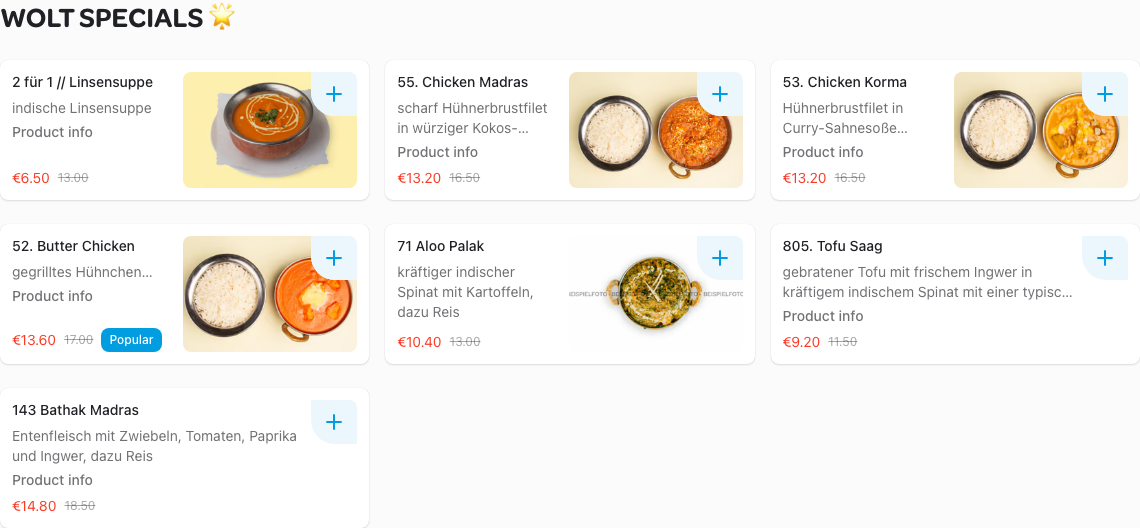 WOLT SPECIALS 🌟
2 für 1 // Linsensuppe
indische Linsensuppe
Product info
€6.50 13.00
55. Chicken Madras
scharf Hühnerbrustfilet
in würziger Kokos-...
Product info
€13.20 16.50
53. Chicken Korma
Hühnerbrustfilet in
Curry-Sahnesoße...
Product info
€13.20 16.50
52. Butter Chicken
gegrilltes Hühnchen...
Product info
€13.60 17.00 Popular
71 Aloo Palak
kräftiger indischer
Spinat mit Kartoffeln,
dazu Reis
€10.40 13.00
BEISPIELFOTO
805. Tofu Saag
gebratener Tofu mit frischem Ingwer in
kräftigem indischem Spinat mit einer typisc...
Product info
€9.20 11.50
143 Bathak Madras
Entenfleisch mit Zwiebeln, Tomaten, Paprika
und Ingwer, dazu Reis
Product info
€14.80 18.50